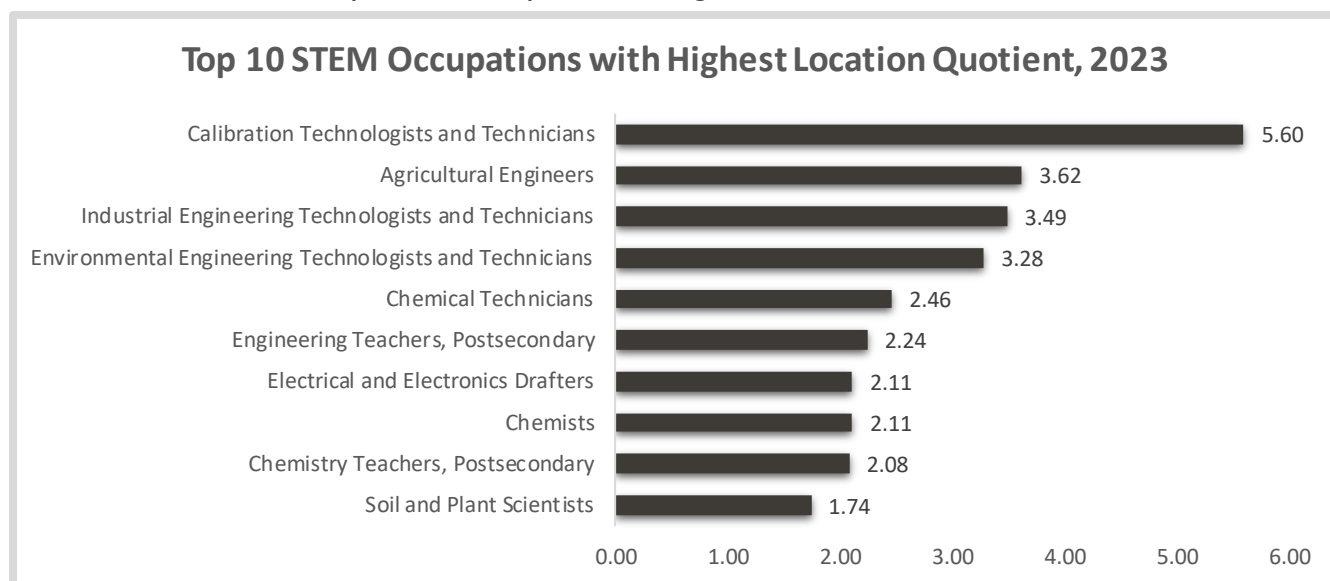 Top 10 STEM Occupations with Highest Location Quotient, 2023
Calibration Technologists and Technicians 5.60
Agricultural Engineers 3.62
Industrial Engineering Technologists and Technicians 3.49
Environmental Engineering Technologists and Technicians 3.28
Chemical Technicians 2.46
Engineering Teachers, Postsecondary 2.24
Electrical and Electronics Drafters 2.11
Chemists 2.11
Chemistry Teachers, Postsecondary 2.08
Soil and Plant Scientists 1.74
0.00 1.00 2.00 3.00 4.00 5.00 6.00